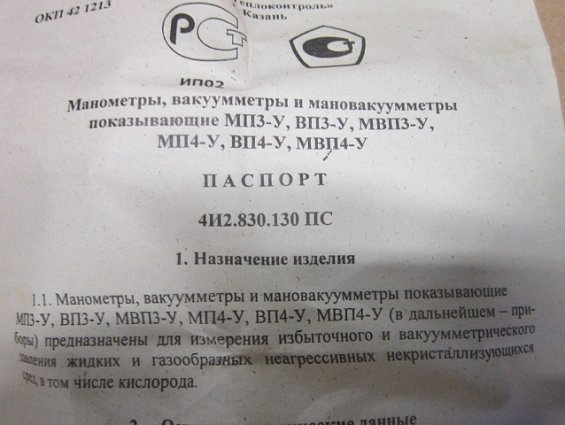 ОКП 42 1213
еплоконтроль»
Казань
РСТ
ИП02
Манометры, вакуумметры и мановакуумметры
показывающие МП3-У, ВП3-У, МВП3-У,
МП4-У, ВП4-У, МВП4-У
ПАСПОРТ
4И2.830.130 ПС
1. Назначение изделия
1.1. Манометры, вакуумметры и мановакуумметры показывающие
МП3-У, ВП3-У, МВП3-У, МП4-У, ВП4-У, МВП4-У (в дальнейшем – при-
боры) предназначены для измерения избыточного и вакуумметрического
давления жидких и газообразных неагрессивных некристаллизующихся
сред, в том числе кислорода.
данные